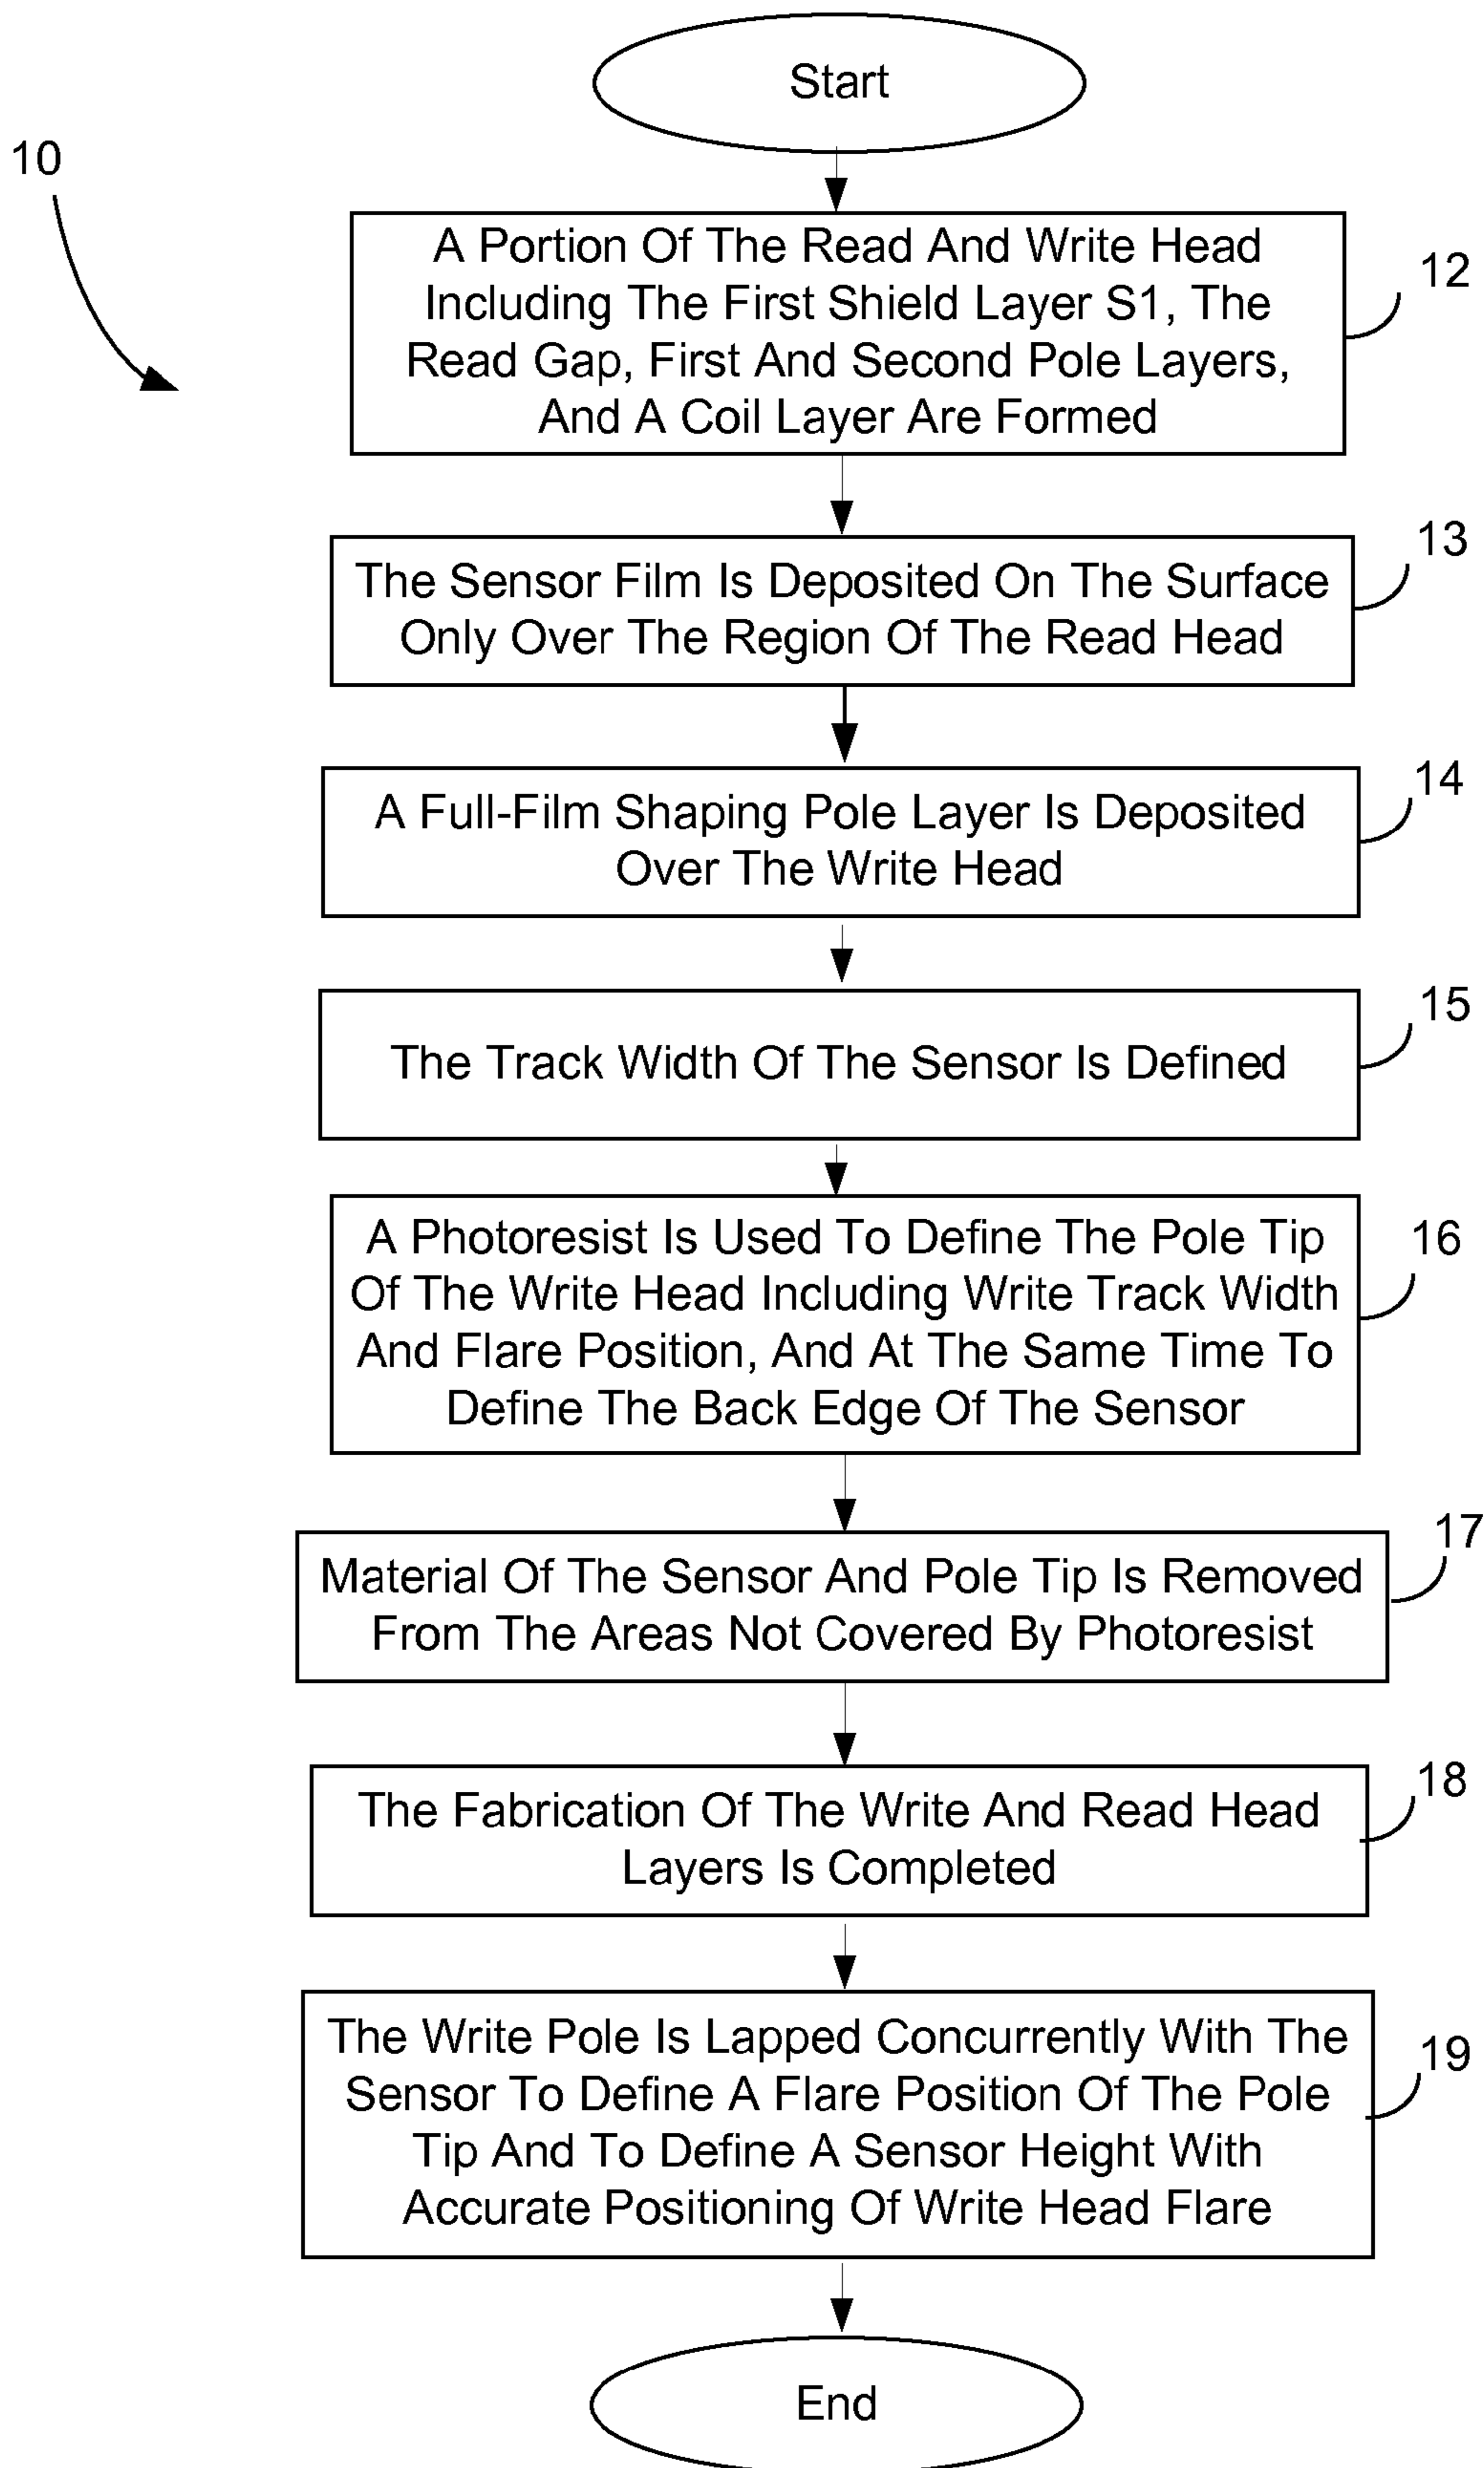 Start
10
A Portion Of The Read And Write Head
Including The First Shield Layer S1, The
Read Gap, First And Second Pole Layers,
And A Coil Layer Are Formed
12
The Sensor Film Is Deposited On The Surface
Only Over The Region Of The Read Head
13
A Full-Film Shaping Pole Layer Is Deposited
Over The Write Head
14
The Track Width Of The Sensor Is Defined
15
A Photoresist Is Used To Define The Pole Tip
Of The Write Head Including Write Track Width
And Flare Position, And At The Same Time To
Define The Back Edge Of The Sensor
16
Material Of The Sensor And Pole Tip Is Removed
From The Areas Not Covered By Photoresist
17
The Fabrication Of The Write And Read Head
Layers Is Completed
18
The Write Pole Is Lapped Concurrently With The
Sensor To Define A Flare Position Of The Pole
Tip And To Define A Sensor Height With
Accurate Positioning Of Write Head Flare
19
End